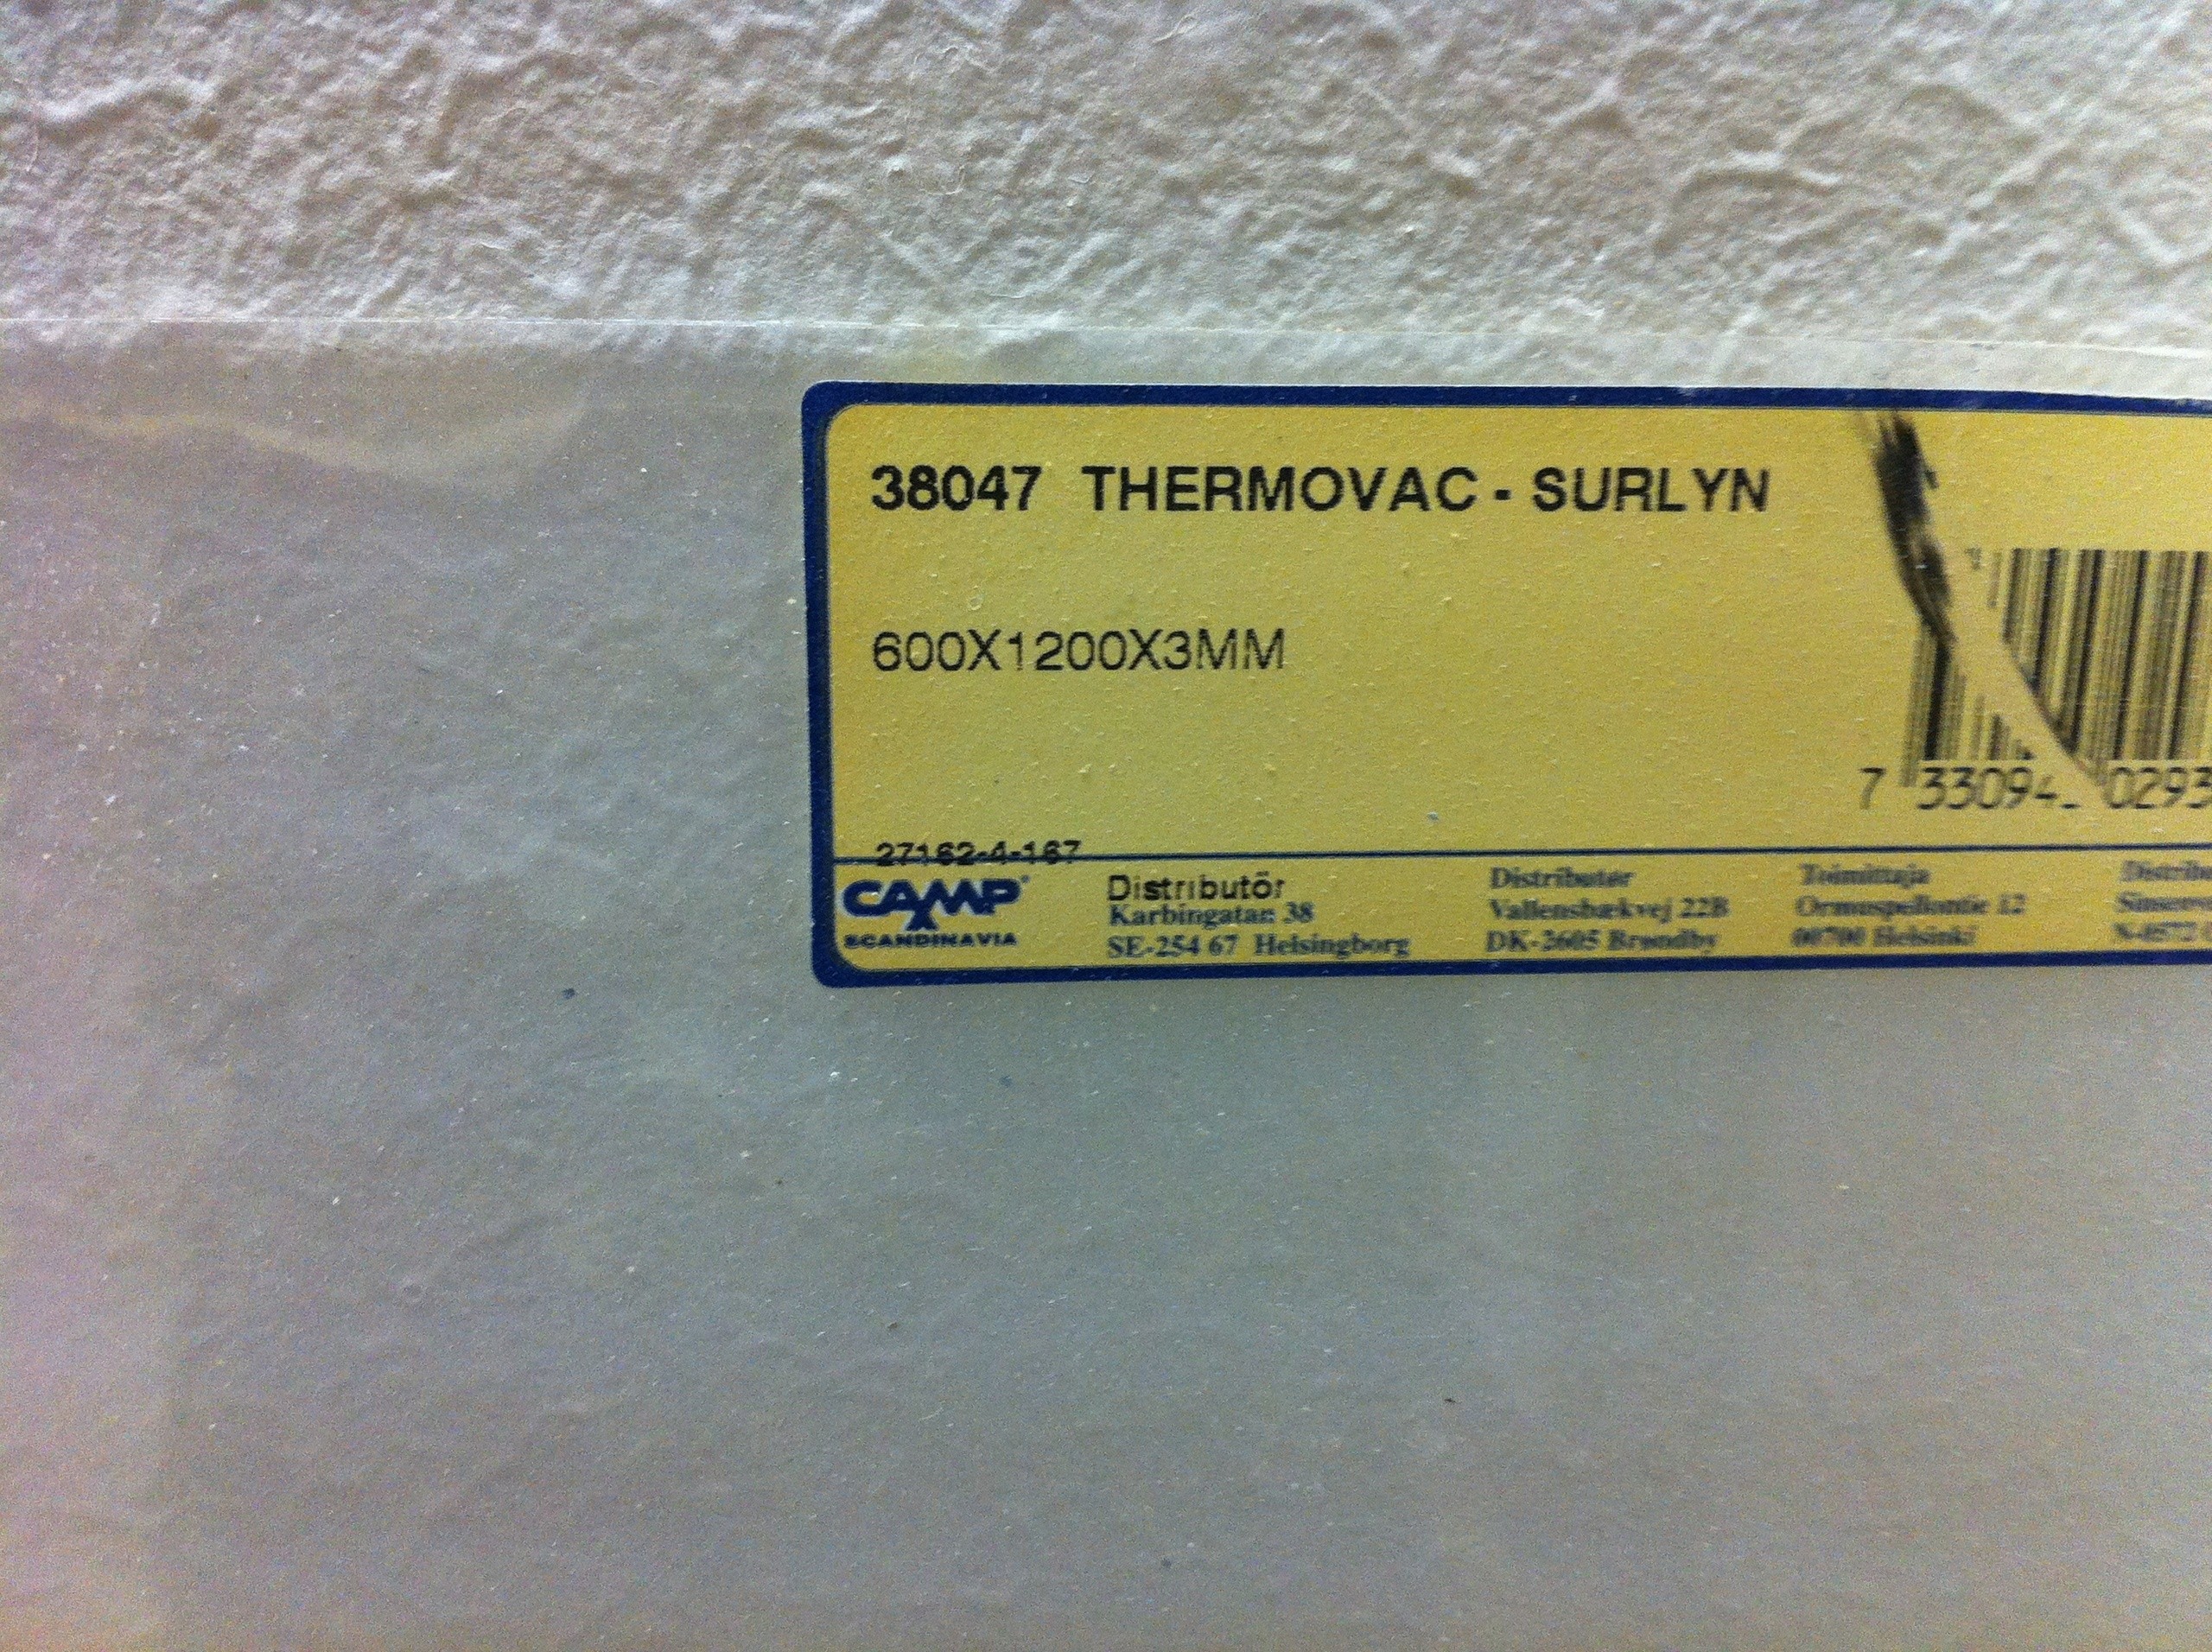 38047 THERMOVAC - SURLYN
600X1200X3MM
7 33094 0293
27162-4-167
CAMP®
SCANDINAVIA
Distributör
Karbingatan 38
SE-254 67 Helsingborg
Distributør
Vallensbækvej 22B
DK-2605 Brøndby
Toimittaja
Ormuspellontie 12
00700 Helsinki